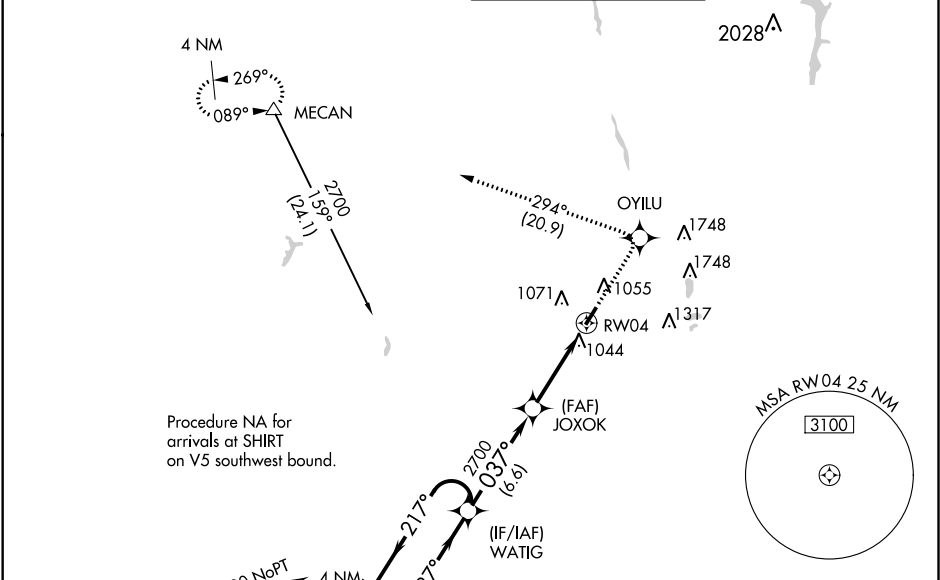 2028
4 NM
269°
089°
MECAN
2700
159°
(24.1)
294°
(20.9)
OYILU
1748
1748
1071
1055
1317
RW04
1044
MSA RW04 25 NM
3100
(FAF)
JOXOK
Procedure NA for
arrivals at SHIRT
on V5 southwest bound.
2700
037°
(6.6)
217°
(IF/IAF)
WATIG
NoPT
4 NM